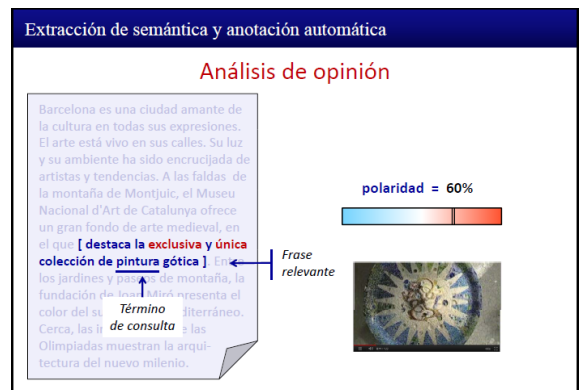 Extracción de semántica y anotación automática
Análisis de opinión
Barcelona es una ciudad amante de
la cultura en todas sus expresiones.
El arte está vivo en sus calles. Su luz
y su ambiente ha sido encrucijada de
artistas y tendencias. A las faldas de
la montaña de Montjuic, el Museu
Nacional d'Art de Catalunya ofrece
un gran fondo de arte medieval, en
el que [ destaca la exclusiva y única
colección de pintura gótica ].
los jardines y paseos de montaña, la
fundación de Joan Miró presenta el
color del
Cerca, las las
Olimpiadas muestran la arqui-
tectura del nuevo milenio.
Término
de consulta
Frase
relevante
polaridad = 60%